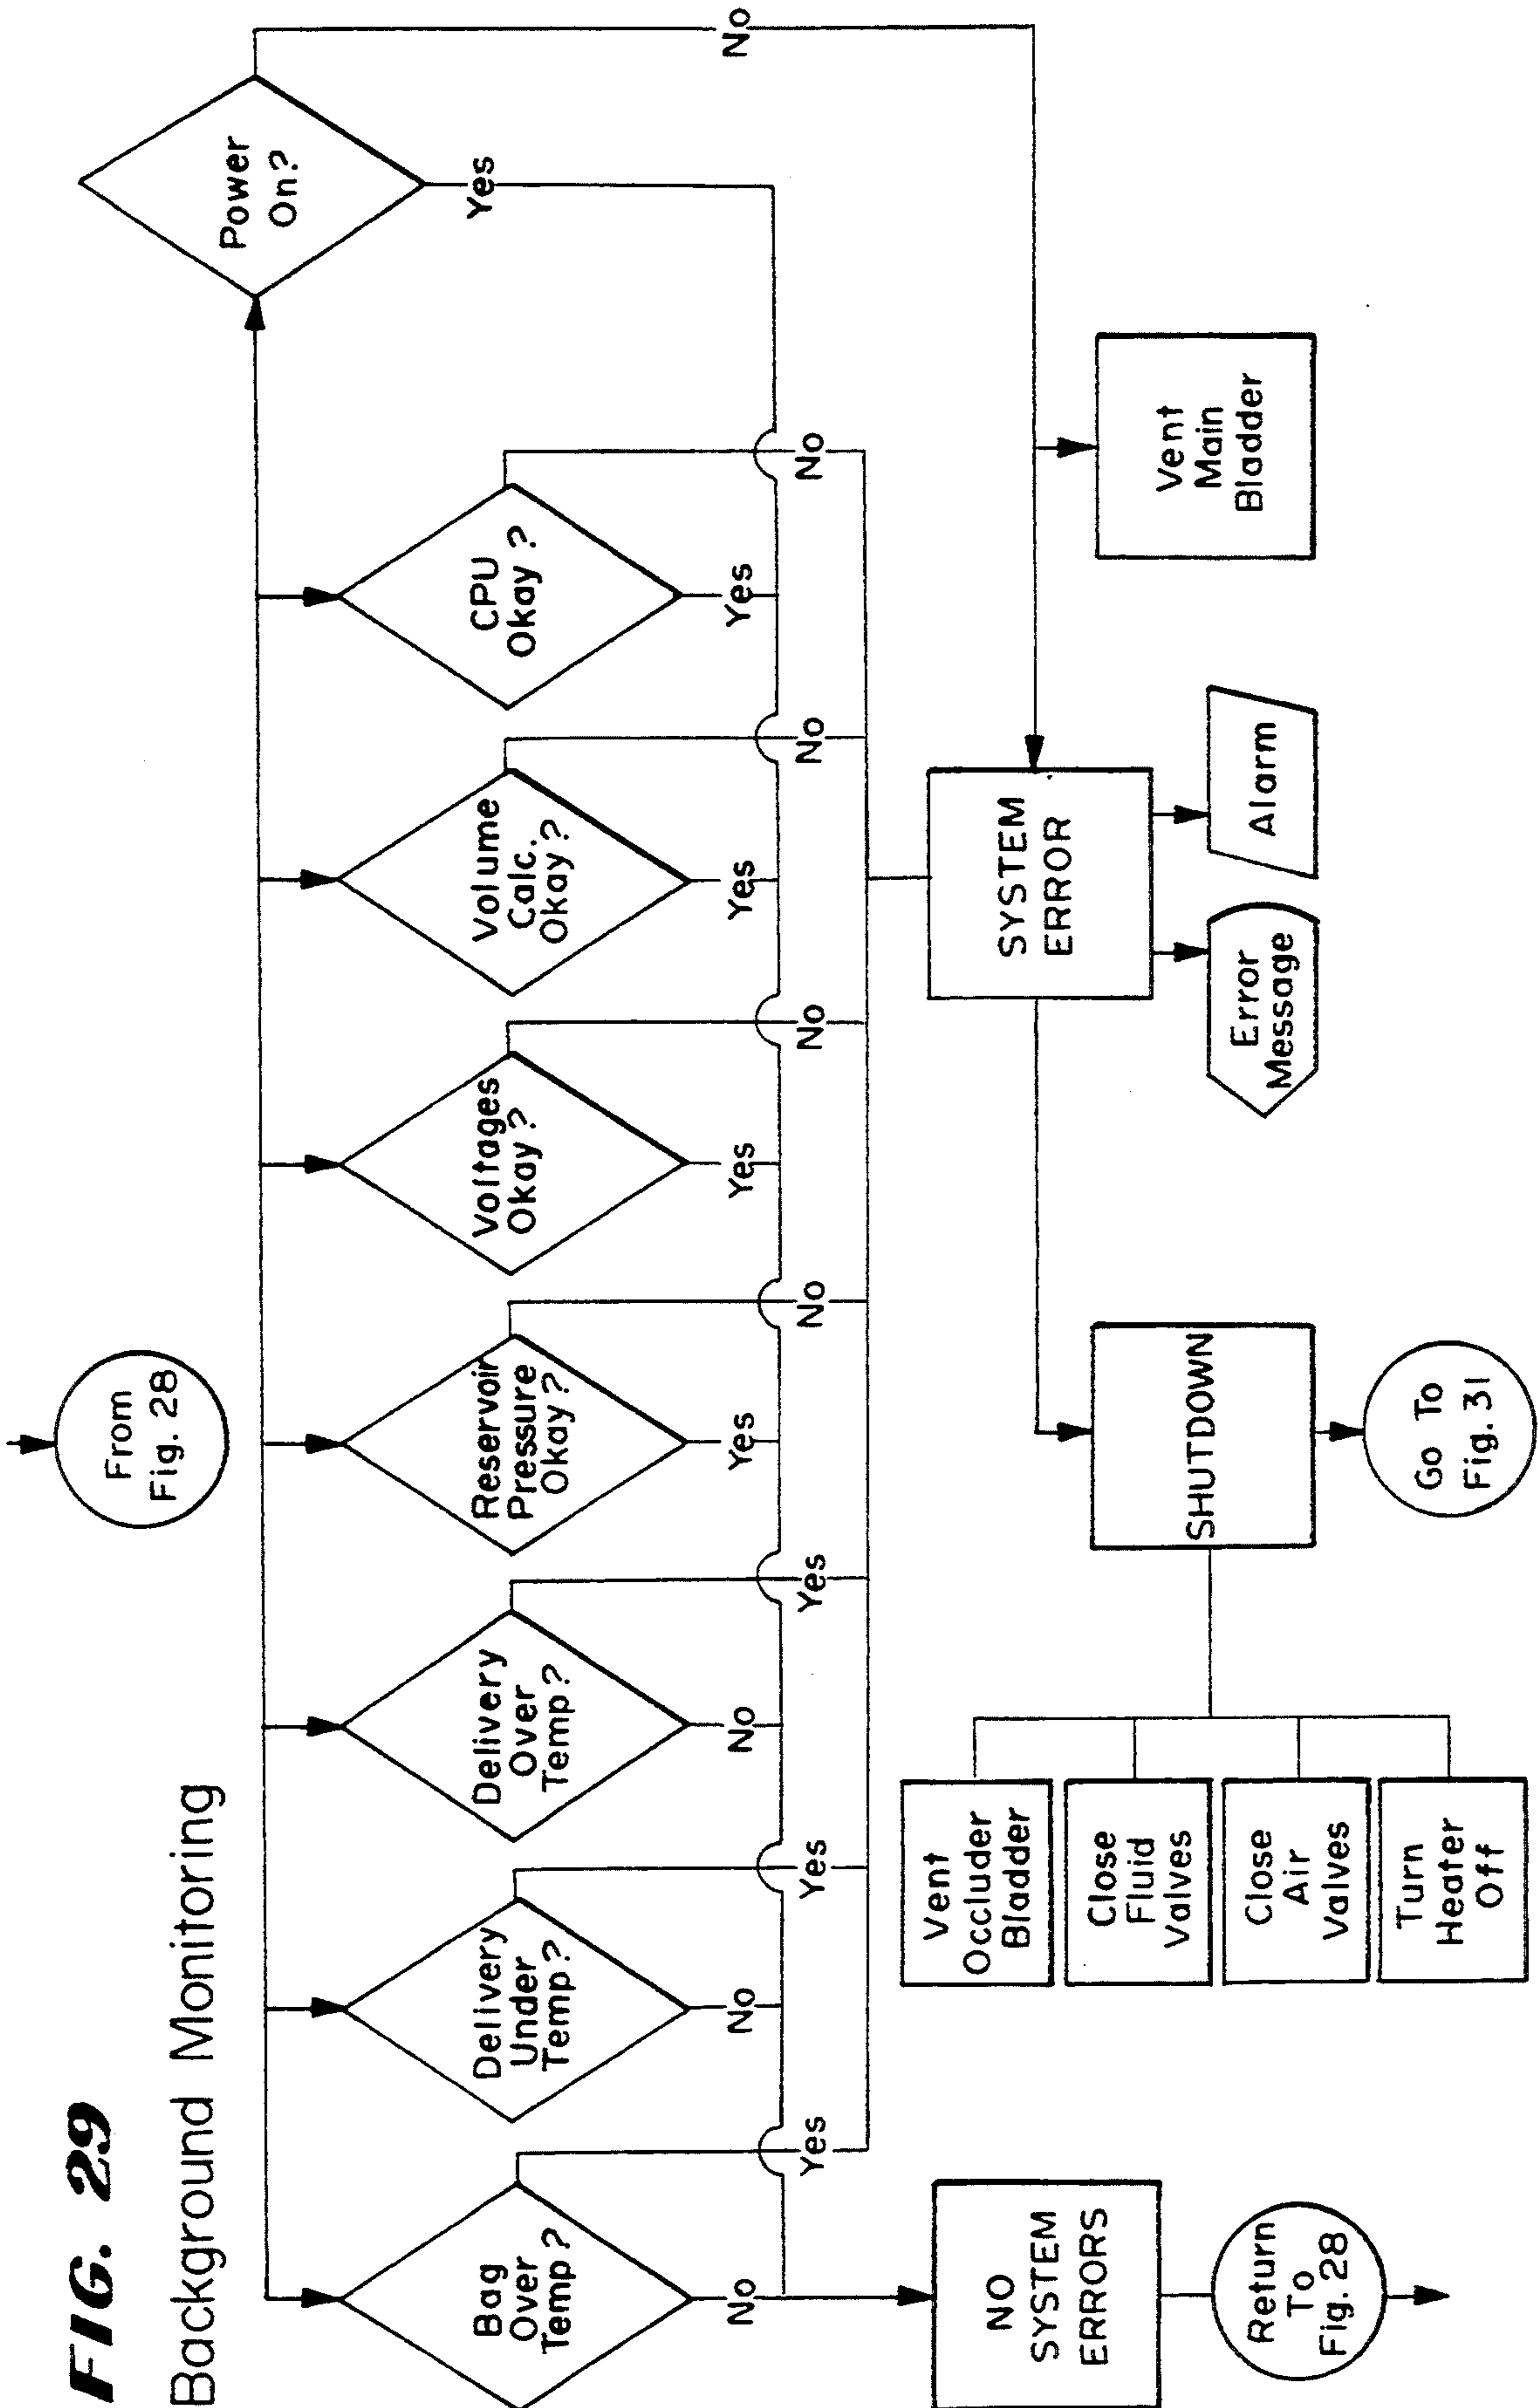 FIG. 29
Background Monitoring
From
Fig. 28
Bag
Over
Temp?
Delivery
Under
Temp?
Delivery
Over
Temp?
Reservoir
Pressure
Okay?
Voltages
Okay?
Volume
Calc.
Okay?
CPU
Okay?
Power
On?
No
No
No
Yes
Yes
Yes
Yes
Yes
Yes
Yes
Yes
No
No
No
No
No
NO
SYSTEM
ERRORS
Return
To
Fig. 28
Vent
Occluder
Bladder
Close
Fluid
Valves
Close
Air
Valves
Turn
Heater
Off
SHUTDOWN
Go To
Fig. 31
SYSTEM
ERROR
Error
Message
Alarm
Vent
Main
Bladder